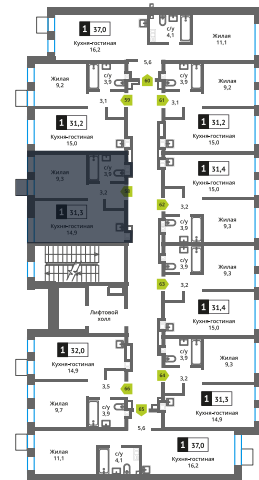 1 37,0
Кухня-гостиная
16,2
с/у
4,1
Жилая
11,1
5,6
60
Жилая
9,2
с/у
3,9
с/у
3,9
Жилая
9,2
3,1
59
61
3,1
1 31,2
Кухня-гостиная
15,0
1 31,2
Кухня-гостиная
15,0
Жилая
9,3
с/у
3,9
1 31,4
Кухня-гостиная
15,0
3,2
3,2
62
1 31,3
Кухня-гостиная
14,9
с/у
3,9
Жилая
9,3
с/у
3,9
Жилая
9,3
63
3,2
Лифтовой
холл
1 31,4
Кухня-гостиная
15,0
1 32,0
Кухня-гостиная
14,9
с/у
3,9
Жилая
9,3
64
3,2
3,5
66
Жилая
9,7
с/у
3,9
65
1 31,3
Кухня-гостиная
14,9
5,6
Жилая
11,1
с/у
4,1
1 37,0
Кухня-гостиная
16,2